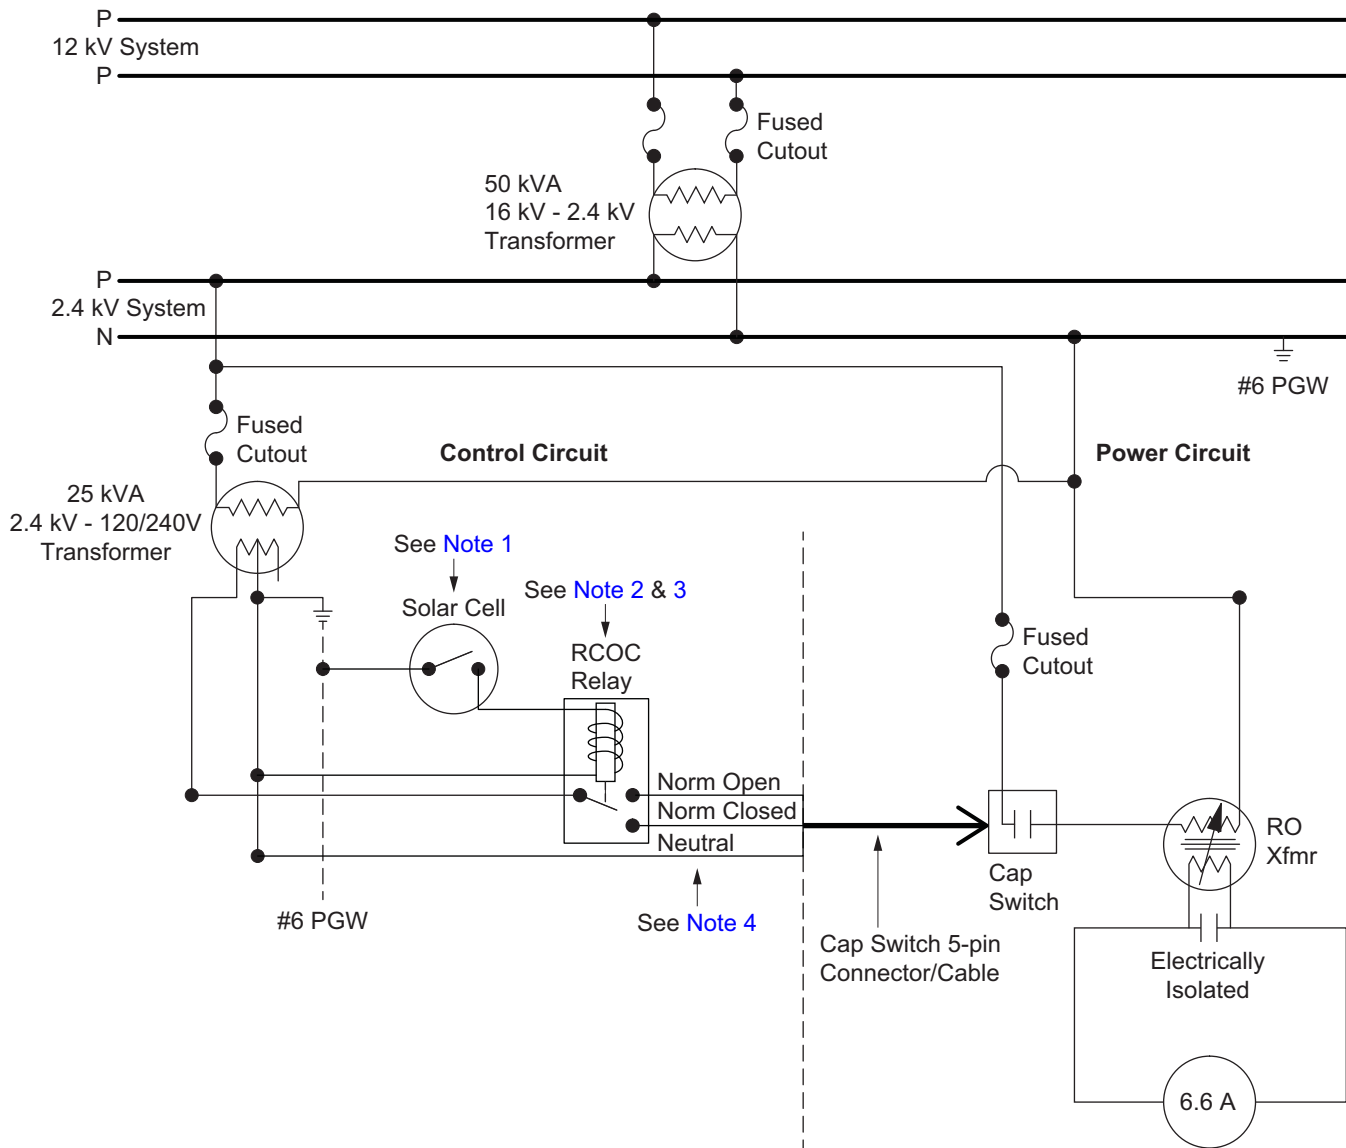 P
12 kV System
P
Fused
Cutout
50 kVA
16 kV - 2.4 kV
Transformer
P
2.4 kV System
N
#6 PGW
Fused
Cutout
Control Circuit
Power Circuit
25 kVA
2.4 kV - 120/240V
Transformer
See Note 1
Solar Cell
See Note 2 & 3
RCOC
Relay
Fused
Cutout
Norm Open
Norm Closed
Neutral
RO
Xfmr
Cap
Switch
#6 PGW
See Note 4
Cap Switch 5-pin
Connector/Cable
Electrically
Isolated
6.6 A